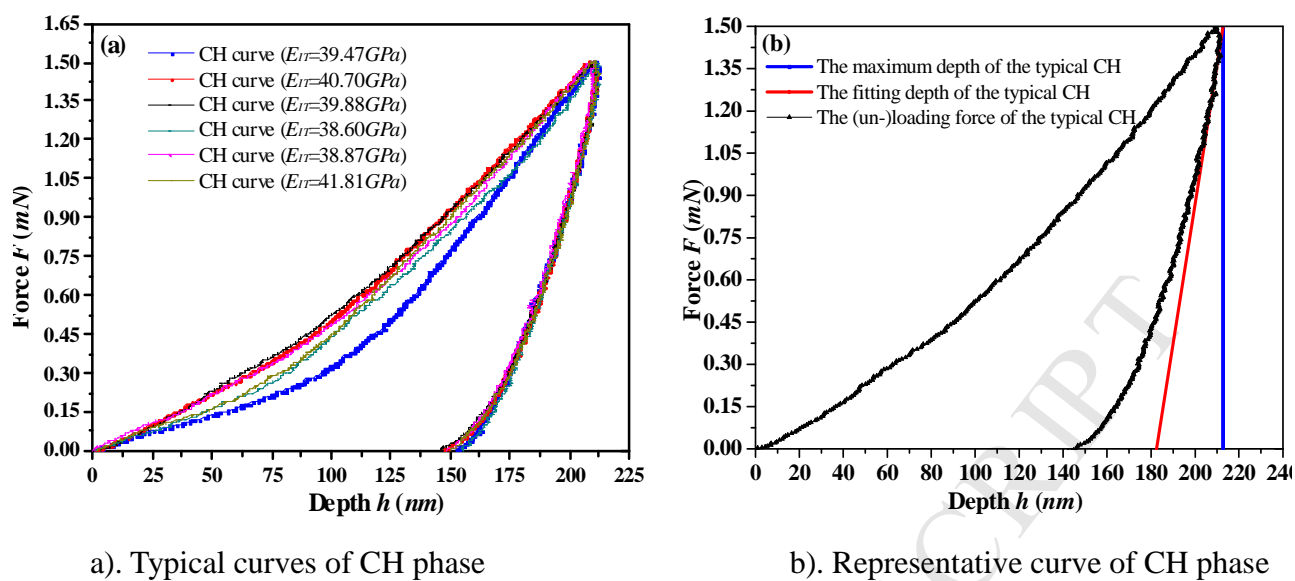 (a)
CH curve (EIT=39.47GPa)
CH curve (EIT=40.70GPa)
CH curve (EIT=39.88GPa)
CH curve (EIT=38.60GPa)
CH curve (EIT=38.87GPa)
CH curve (EIT=41.81GPa)
1.65
1.50
1.35
1.20
1.05
0.90
0.75
0.60
0.45
0.30
0.15
0.00
Force F (mN)
0 25 50 75 100 125 150 175 200 225
Depth h (nm)
a). Typical curves of CH phase
(b)
The maximum depth of the typical CH
The fitting depth of the typical CH
The (un-)loading force of the typical CH
1.50
1.35
1.20
1.05
0.90
0.75
0.60
0.45
0.30
0.15
0.00
Force F (mN)
0 20 40 60 80 100 120 140 160 180 200 220 240
Depth h (nm)
b). Representative curve of CH phase
CRIPT